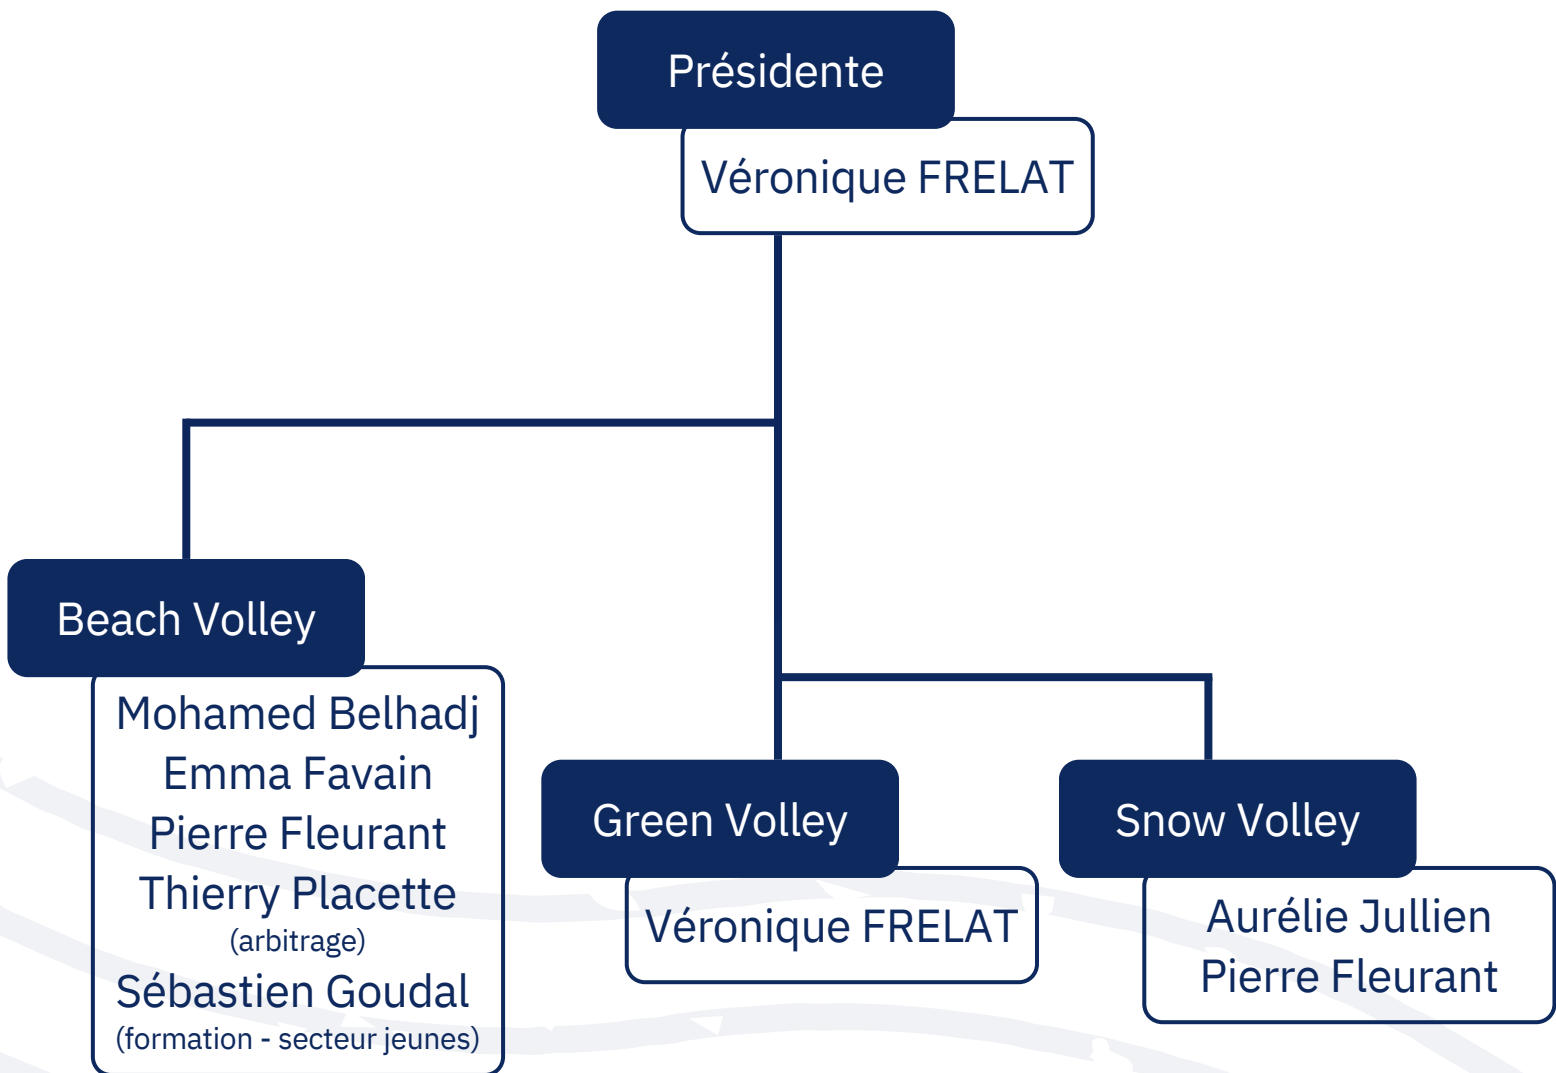 Présidente
Véronique FRELAT
Beach Volley
Mohamed Belhadj
Emma Favain
Pierre Fleurant
Thierry Placette
(arbitrage)
Sébastien Goudal
(formation - secteur jeunes)
Green Volley
Véronique FRELAT
Snow Volley
Aurélie Jullien
Pierre Fleurant